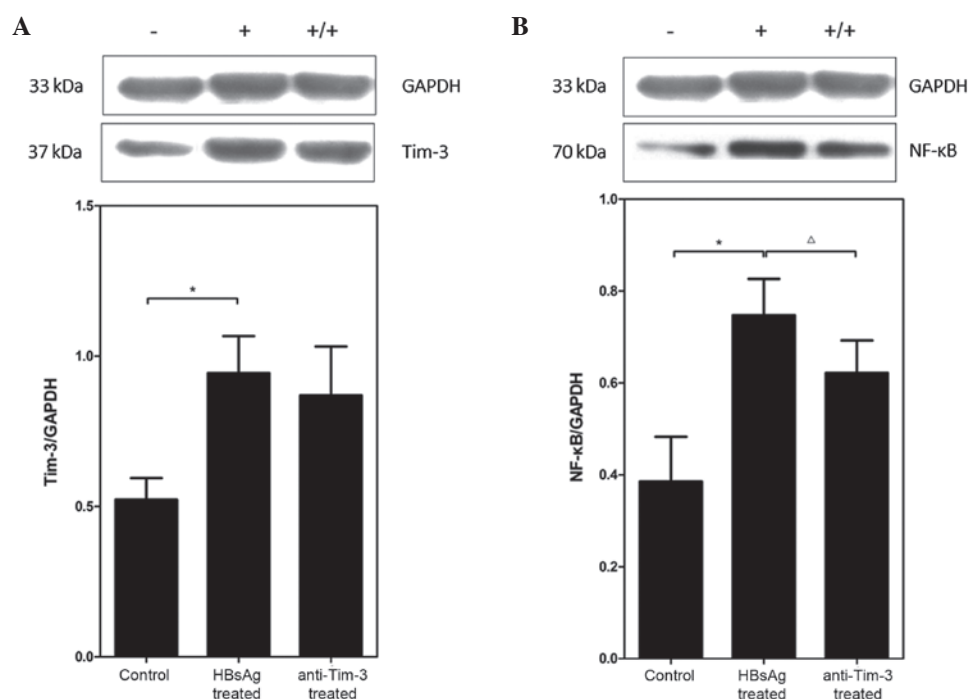 A
- + +/+
33 kDa GAPDH
37 kDa Tim-3
1.5
1.0
0.5
0.0
Tim-3/GAPDH
*
Control HBsAg treated anti-Tim-3 treated
B
- + +/+
33 kDa GAPDH
70 kDa NF-κB
1.0
0.8
0.6
0.4
0.2
0.0
NF-κB/GAPDH
* △
Control HBsAg treated anti-Tim-3 treated